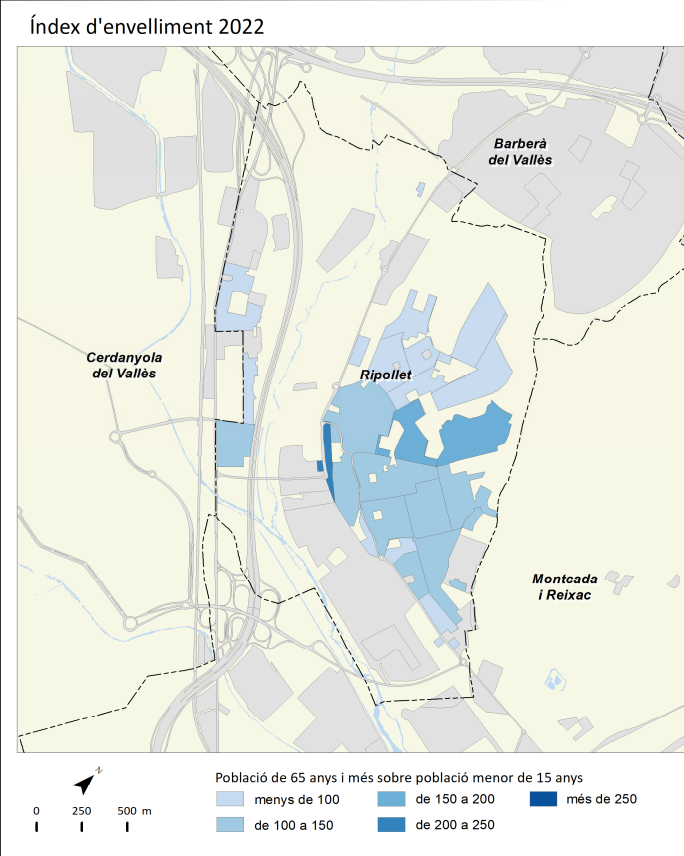 Índex d'envelliment 2022
Barberà
del Vallès
Cerdanyola
del Vallès
Ripollet
Montcada
i Reixac
N
0 250 500 m
Població de 65 anys i més sobre població menor de 15 anys
menys de 100
de 150 a 200
més de 250
de 100 a 150
de 200 a 250